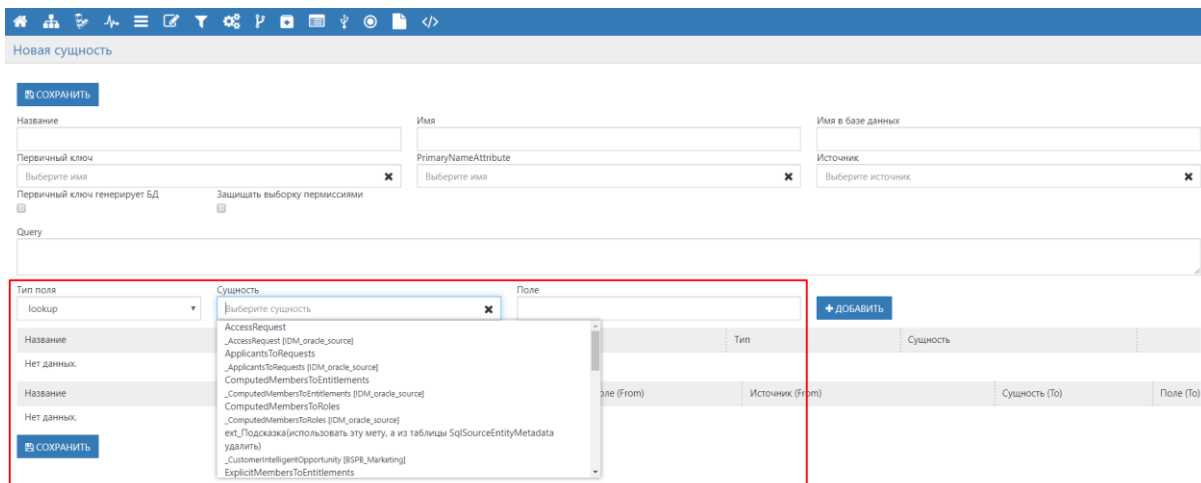 Новая сущность
СОХРАНИТЬ
Название Имя Имя в базе данных
Первичный ключ PrimaryNameAttribute Источник
Выберите имя Выберите имя Выберите источник
Первичный ключ генерирует БД Защищать выборку пермиссиями
Query
Тип поля Сущность Поле
lookup Выберите сущность ДОБАВИТЬ
AccessRequest
Название Тип Сущность
_AccessRequest [IDM_oracle_source]
ApplicantsToRequests
Нет данных.
_ApplicantsToRequests [IDM_oracle_source]
ComputedMembersToEntitlements
Название (From) Источник (From) Сущность (To) Поле (To)
_ComputedMembersToEntitlements [IDM_oracle_source]
ComputedMembersToRoles
Нет данных.
_ComputedMembersToRoles [IDM_oracle_source]
ext_Подсказка(использовать эту мету, а из таблицы SqlSourceEntityMetadata
удалить)
СОХРАНИТЬ
_CustomerIntelligentOpportunity [BSPB_Marketing]
ExplicitMembersToEntitlements